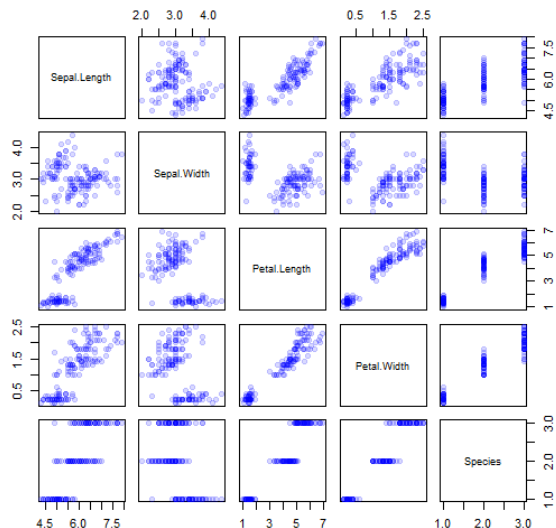 2.0 3.0 4.0 0.5 1.5 2.5
Sepal.Length
4.5 6.0 7.5
2.0 3.0 4.0
Sepal.Width
Petal.Length
1 3 5 7
0.5 1.5 2.5
Petal.Width
Species
1.0 2.0 3.0
4.5 6.0 7.5 1 3 5 7 1.0 2.0 3.0